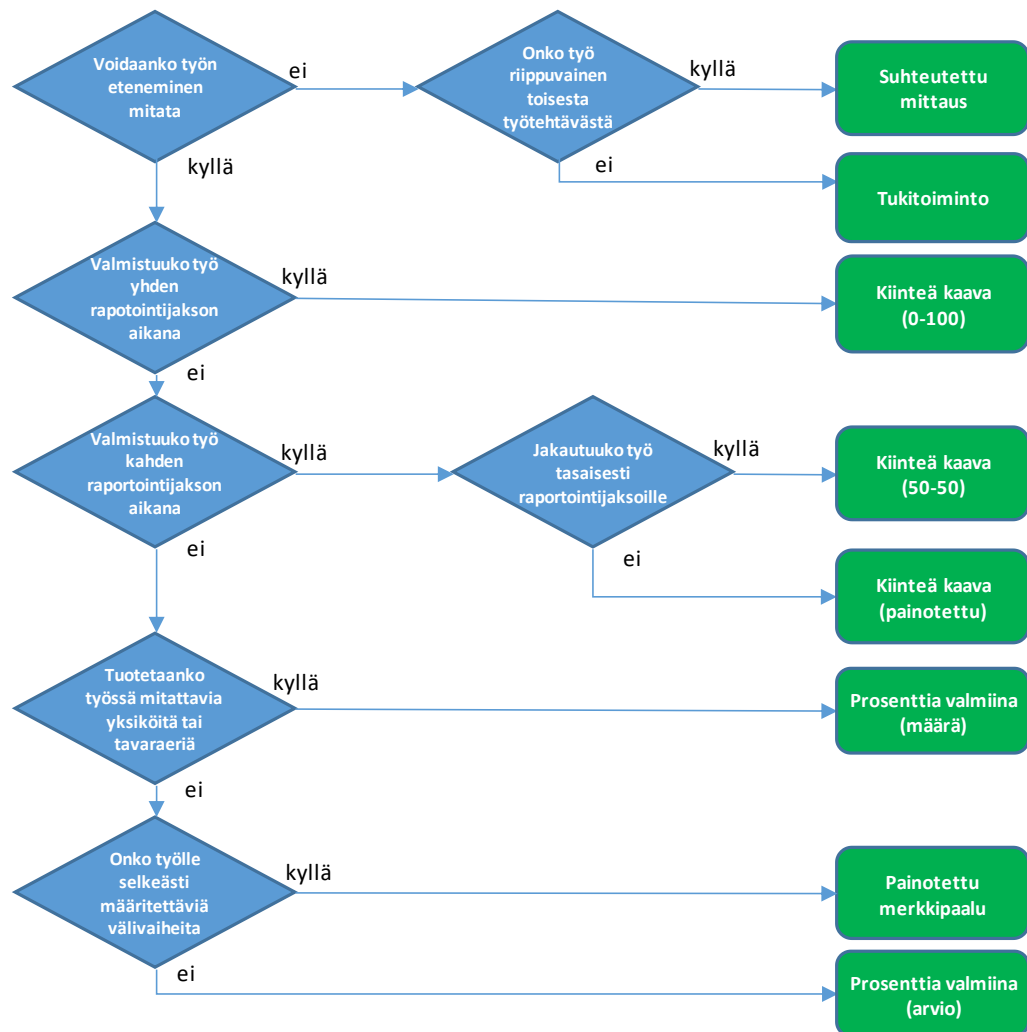 Voidaanko työn
eteneminen
mitata
ei
Onko työ
riippuvainen
toisesta
työtehtävästä
kyllä
Suhteutettu
mittaus
kyllä
ei
Tukitoiminto
Valmistuuko työ
yhden
rapotointijakson
aikana
kyllä
Kiinteä kaava
(0-100)
ei
Valmistuuko työ
kahden
raportointijakson
aikana
kyllä
Jakautuuko työ
tasaisesti
raportointijaksoille
kyllä
Kiinteä kaava
(50-50)
ei
ei
Kiinteä kaava
(painotettu)
Tuotetaanko
työssä mitattavia
yksiköitä tai
tavaraeriä
kyllä
Prosenttia valmiina
(määrä)
ei
Onko työlle
selkeästi
määritettäviä
välivaiheita
kyllä
Painotettu
merkkipaalu
ei
Prosenttia valmiina
(arvio)